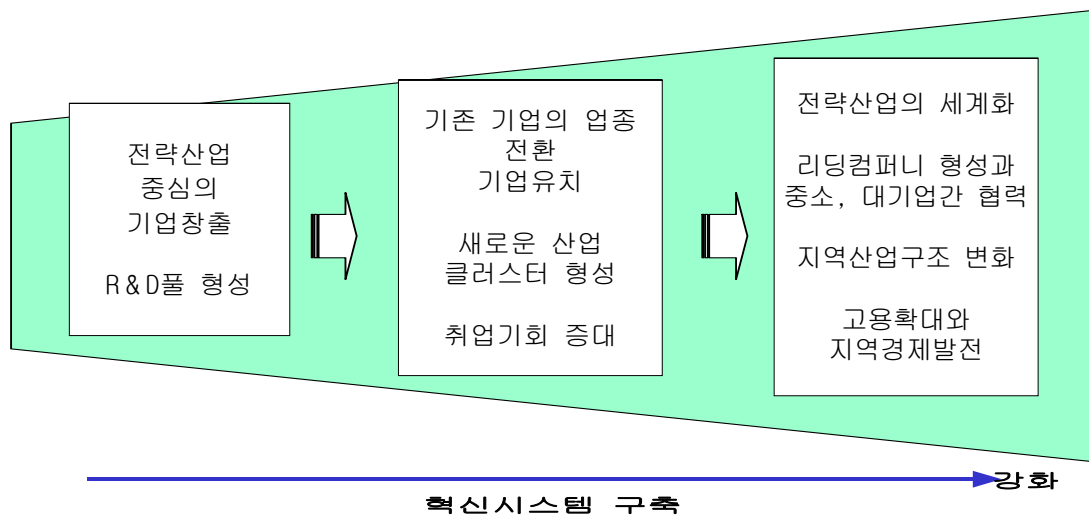 전략산업
중심의
기업창출
R&D풀 형성
기존 기업의 업종
전환
기업유치
새로운 산업
클러스터 형성
취업기회 증대
전략산업의 세계화
리딩컴퍼니 형성과
중소, 대기업간 협력
지역산업구조 변화
고용확대와
지역경제발전
강화
혁신시스템 구축